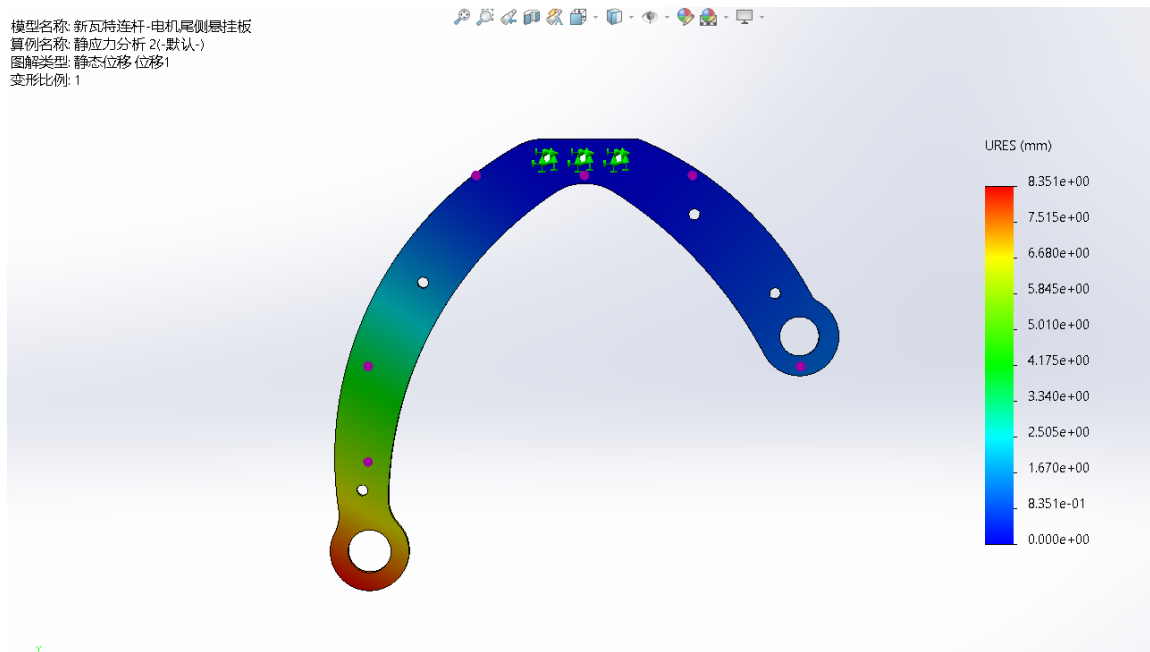 模型名称: 新瓦特连杆-电机尾侧悬挂板
算例名称: 静应力分析 2(-默认-)
图解类型: 静态位移 位移1
变形比例: 1
URES (mm)
8.351e+00
7.515e+00
6.680e+00
5.845e+00
5.010e+00
4.175e+00
3.340e+00
2.505e+00
1.670e+00
8.351e-01
0.000e+00
Y